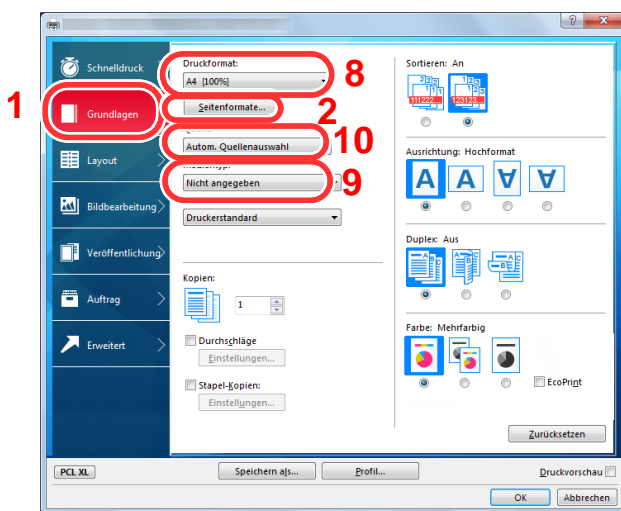 1
Schnelldruck
Grundlagen
Layout
Bildbearbeitung
Veröffentlichung
Auftrag
Erweitert
Druckformat:
A4 [100%]
8
Seitenformate...
2
Autom. Quellenauswahl
10
Nicht angegeben
9
Druckerstandard
Kopien:
1
Durchschläge
Einstellungen...
Stapel-Kopien:
Einstellungen...
Sortieren: An
111222...
123123...
Ausrichtung: Hochformat
A A A A
Duplex: Aus
Farbe: Mehrfarbig
EcoPrint
Zurücksetzen
PCL XL
Speichern als...
Profil...
Druckvorschau
OK
Abbrechen